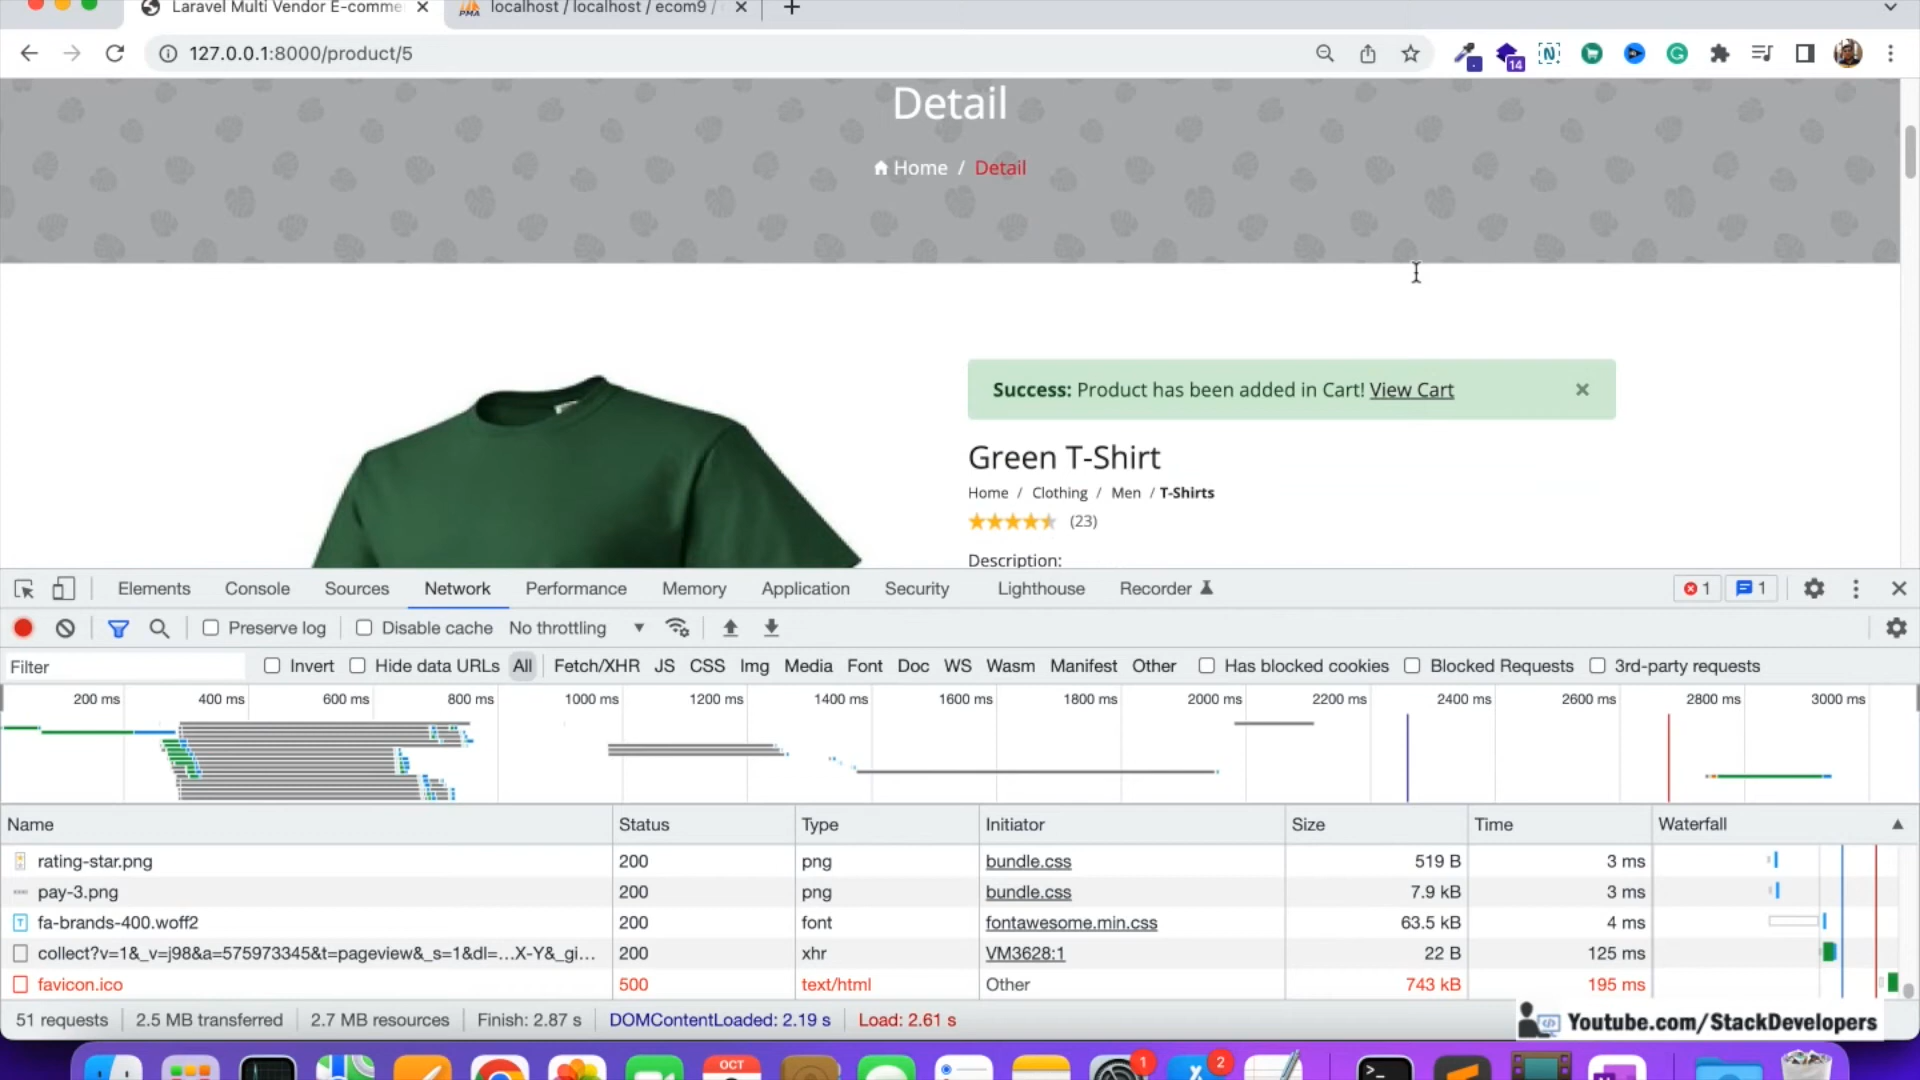 Laravel Multi Vendor E-comme
localhost / localhost / ecom9 /
127.0.0.1:8000/product/5
14
Detail
Home / Detail
Success: Product has been added in Cart! View Cart
Green T-Shirt
Home / Clothing / Men / T-Shirts
(23)
Description:
Elements Console Sources Network Performance Memory Application Security Lighthouse Recorder 1 1
Preserve log Disable cache No throttling
Filter Invert Hide data URLs All Fetch/XHR JS CSS Img Media Font Doc WS Wasm Manifest Other Has blocked cookies Blocked Requests 3rd-party requests
200 ms 400 ms 600 ms 800 ms 1000 ms 1200 ms 1400 ms 1600 ms 1800 ms 2000 ms 2200 ms 2400 ms 2600 ms 2800 ms 3000 ms
Name Status Type Initiator Size Time Waterfall
rating-star.png 200 png bundle.css 519 B 3 ms
pay-3.png 200 png bundle.css 7.9 kB 3 ms
fa-brands-400.woff2 200 font fontawesome.min.css 63.5 kB 4 ms
collect?v=1&_v=j98&a=575973345&t=pageview&_s=1&dl=...X-Y&_gi... 200 xhr VM3628:1 22 B 125 ms
favicon.ico 500 text/html Other 743 kB 195 ms
51 requests 2.5 MB transferred 2.7 MB resources Finish: 2.87 s DOMContentLoaded: 2.19 s Load: 2.61 s
Youtube.com/StackDevelopers
OCT 1 2